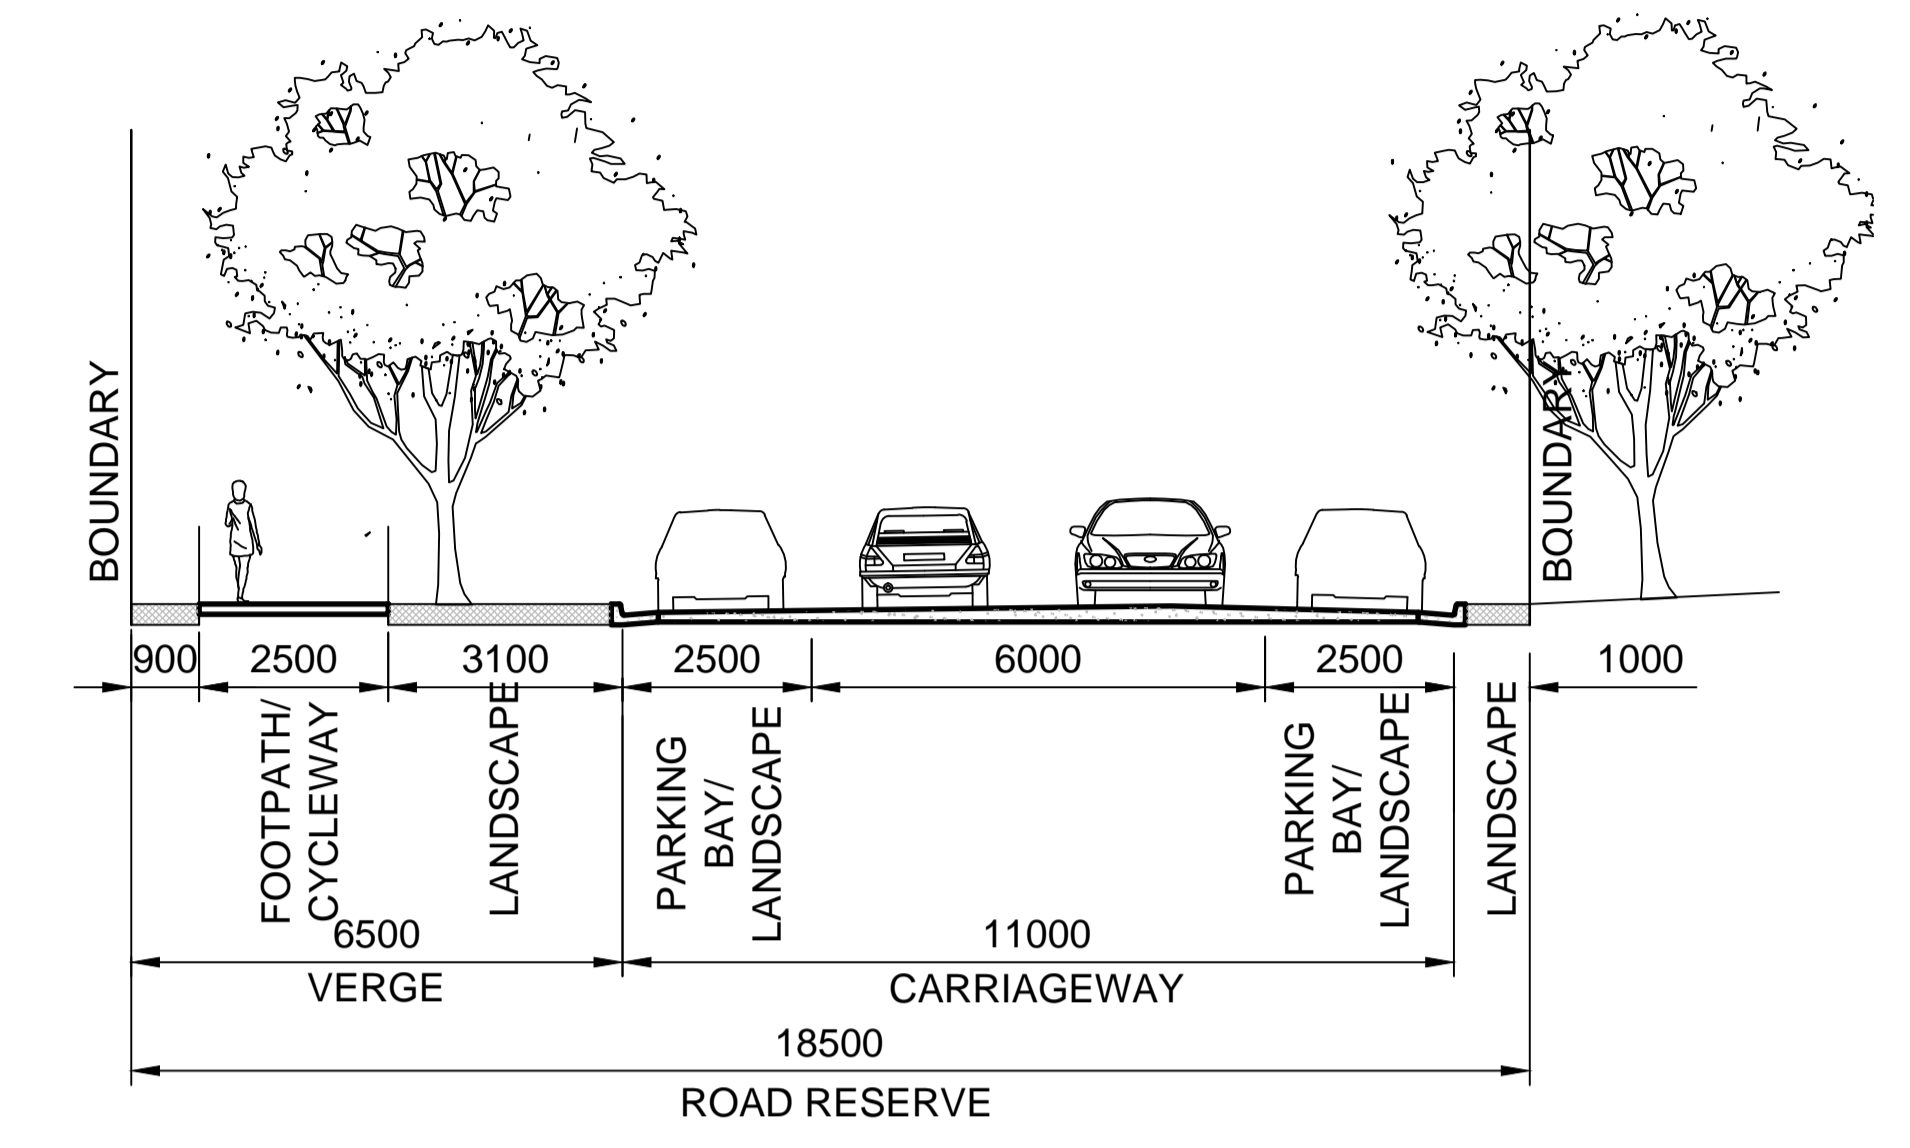 BOUNDARY
BOUNDARY
900
2500
3100
2500
6000
2500
1000
FOOTPATH/
CYCLEWAY
LANDSCAPE
PARKING
BAY/
LANDSCAPE
PARKING
BAY/
LANDSCAPE
LANDSCAPE
6500
VERGE
11000
CARRIAGEWAY
18500
ROAD RESERVE